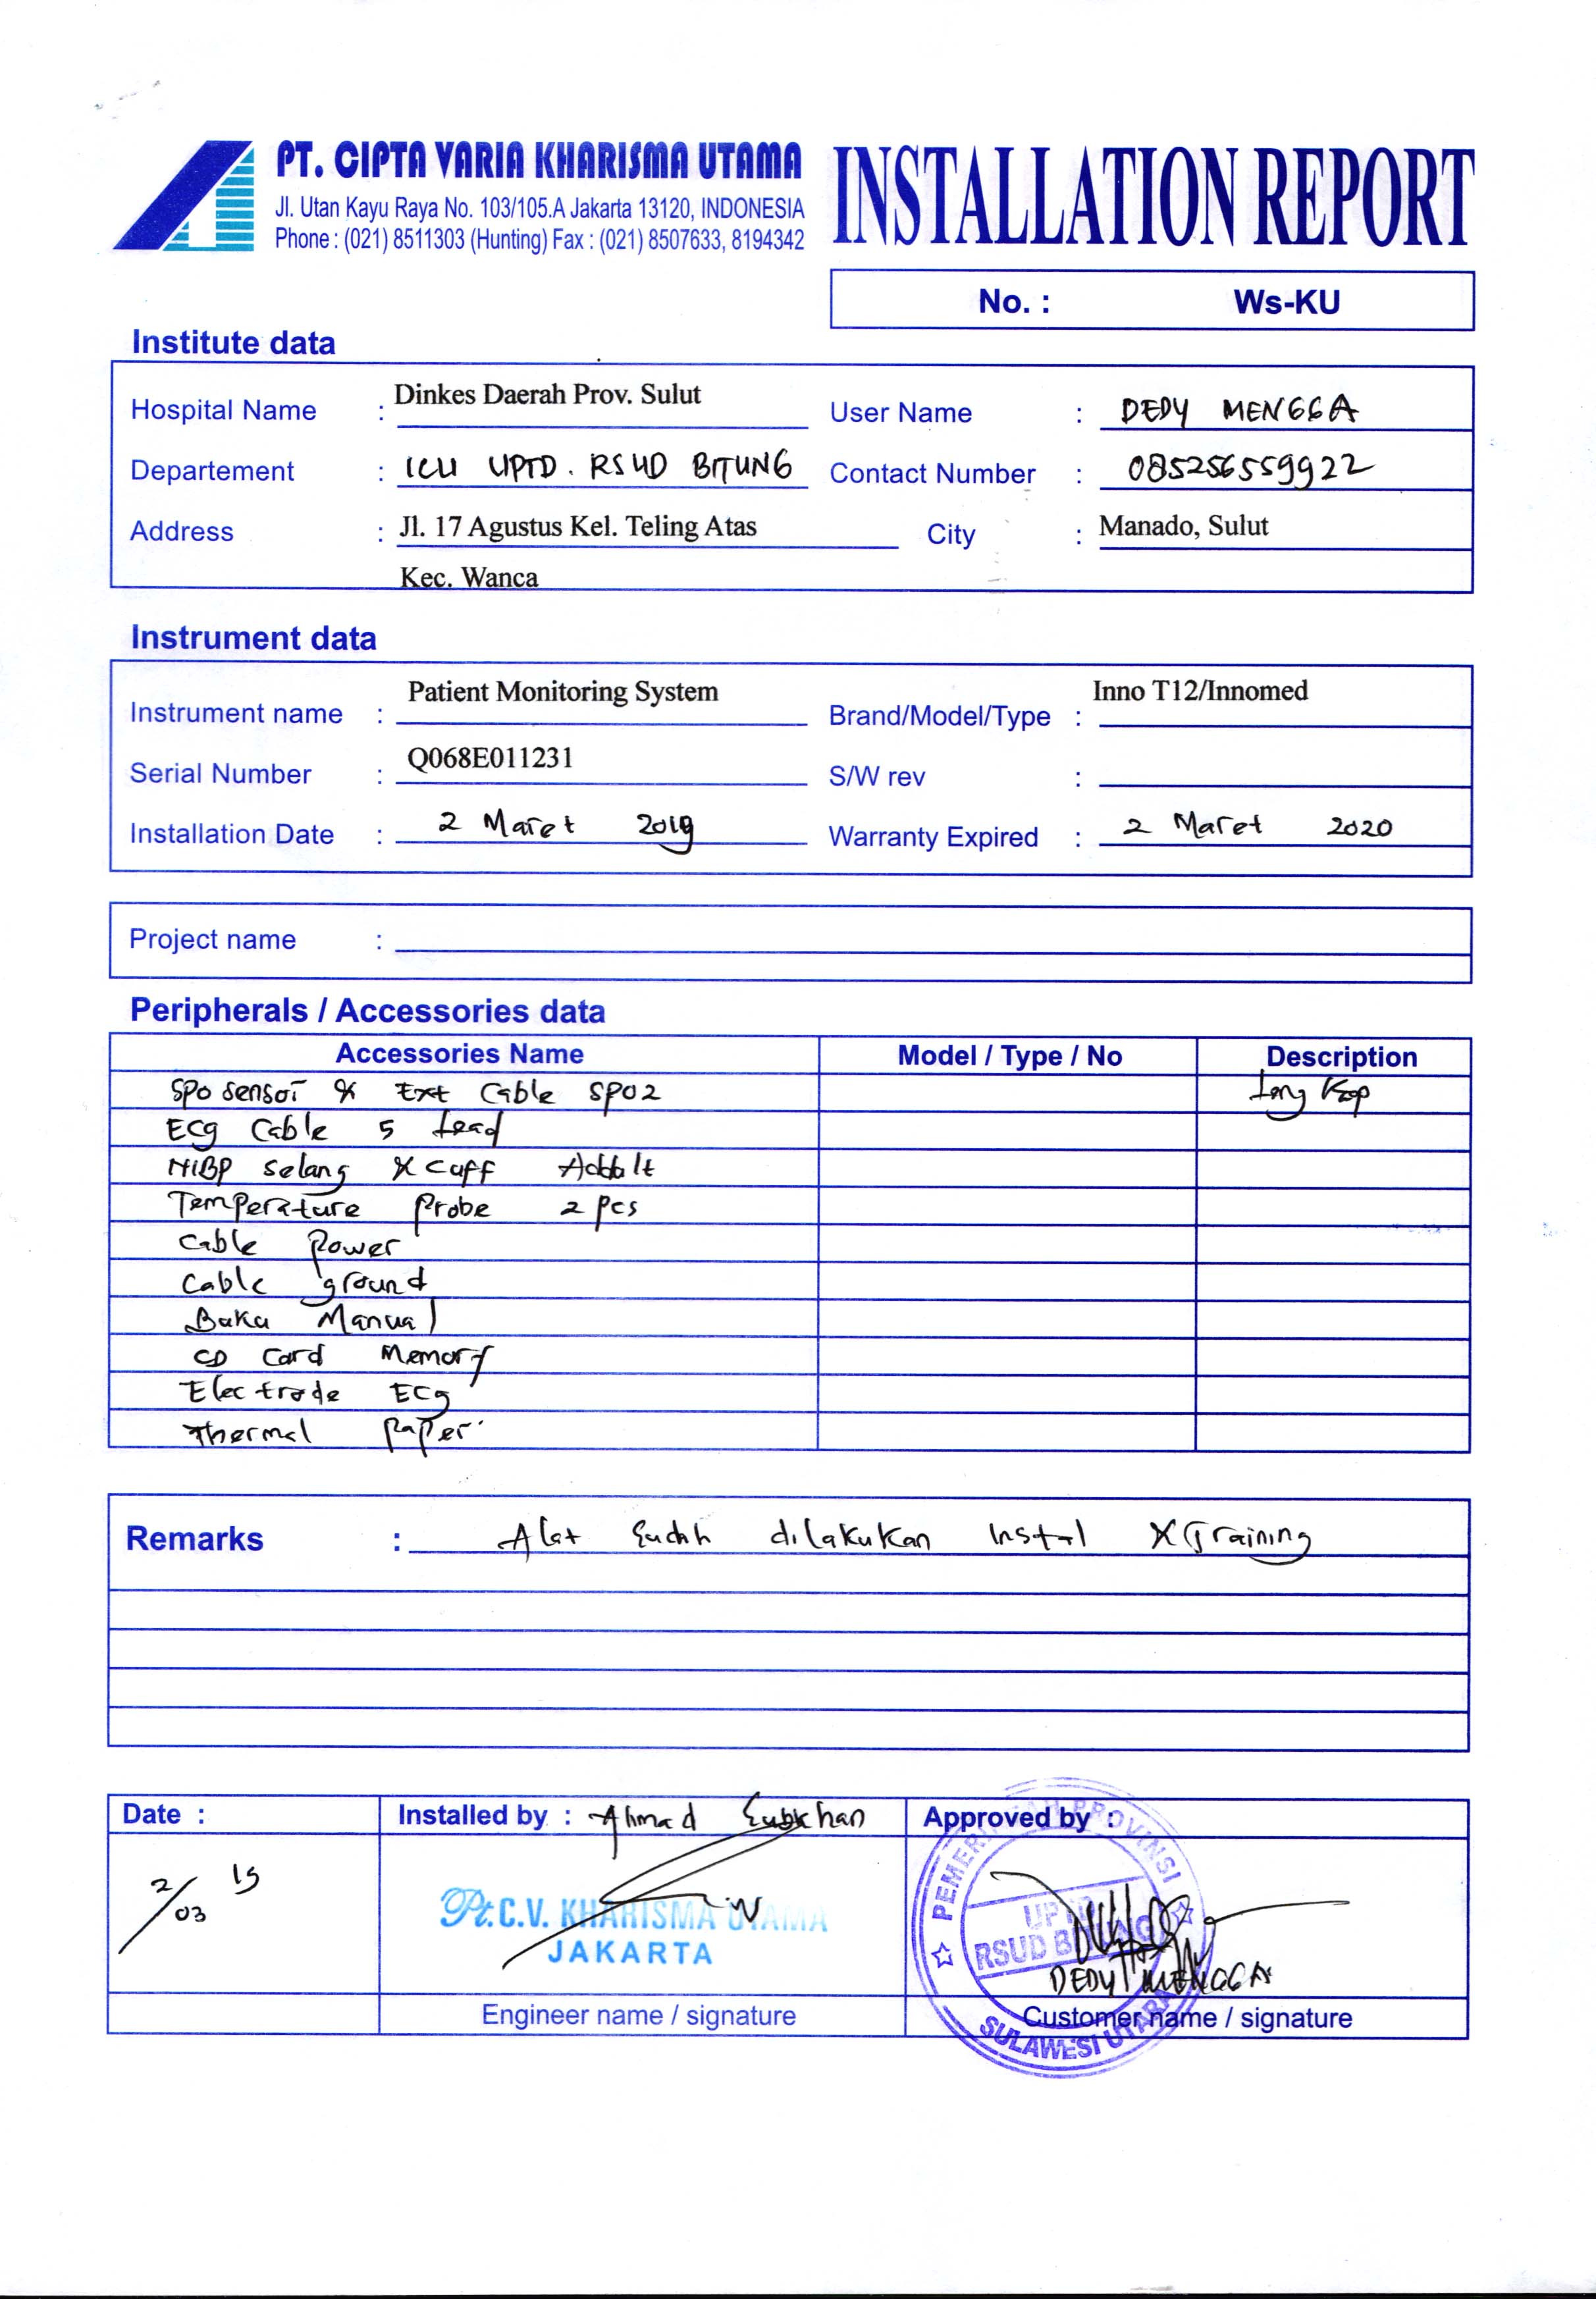 PT. CIPTA VARIA KHARISMA UTAMA
Jl. Utan Kayu Raya No. 103/105.A Jakarta 13120, INDONESIA
Phone : (021) 8511303 (Hunting) Fax : (021) 8507633, 8194342
INSTALLATION REPORT
No. : Ws-KU
Institute data
Hospital Name : Dinkes Daerah Prov. Sulut User Name : DEDY MENGGA
Departement : ICU UPTD. RSUD BITUNG Contact Number : 085256559922
Address : Jl. 17 Agustus Kel. Teling Atas City : Manado, Sulut
Kec. Wanca
Instrument data
Instrument name : Patient Monitoring System Brand/Model/Type : Inno T12/Innomed
Serial Number : Q068E011231 S/W rev :
Installation Date : 2 Maret 2019 Warranty Expired : 2 Maret 2020
Project name :
Peripherals / Accessories data
Accessories Name Model / Type / No Description
SPO sensor & Ext Cable SPO2
ECG Cable 5 lead
NIBP selang & cuff
Temperature Probe 2 pcs
Cable Power
Cable ground
Buku Manual
Card Memory
Electrode ECG
Thermal Paper
Remarks : Alat Sudah dilakukan Instal & Training
Date : Installed by : Ahmad Subkhan Approved by :
2/03 19
Pt. C.V. KHARISMA UTAMA
JAKARTA
PEMERINTAH PROVINSI
UPTD
RSUD BITUNG
DEDY MENGGA
SULAWESI UTARA
Engineer name / signature Customer name / signature